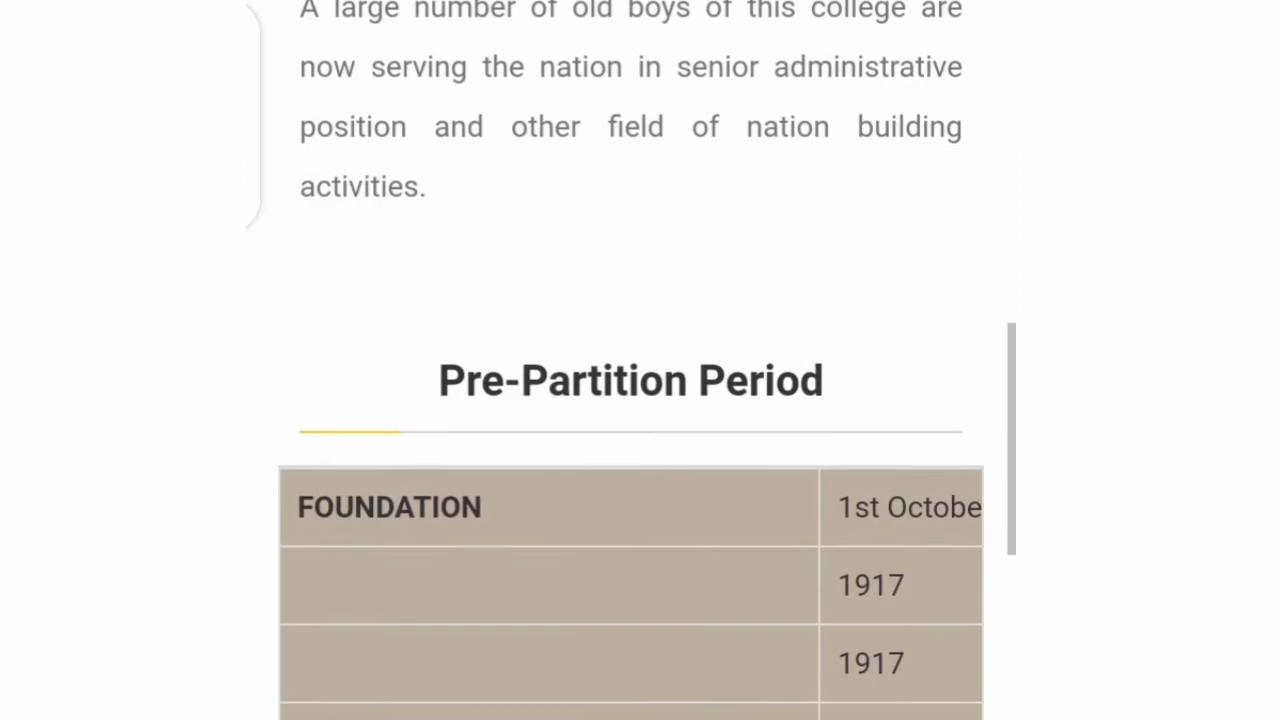 A large number of old boys of this college are
now serving the nation in senior administrative
position and other field of nation building
activities.
Pre-Partition Period
FOUNDATION 1st Octobe
1917
1917